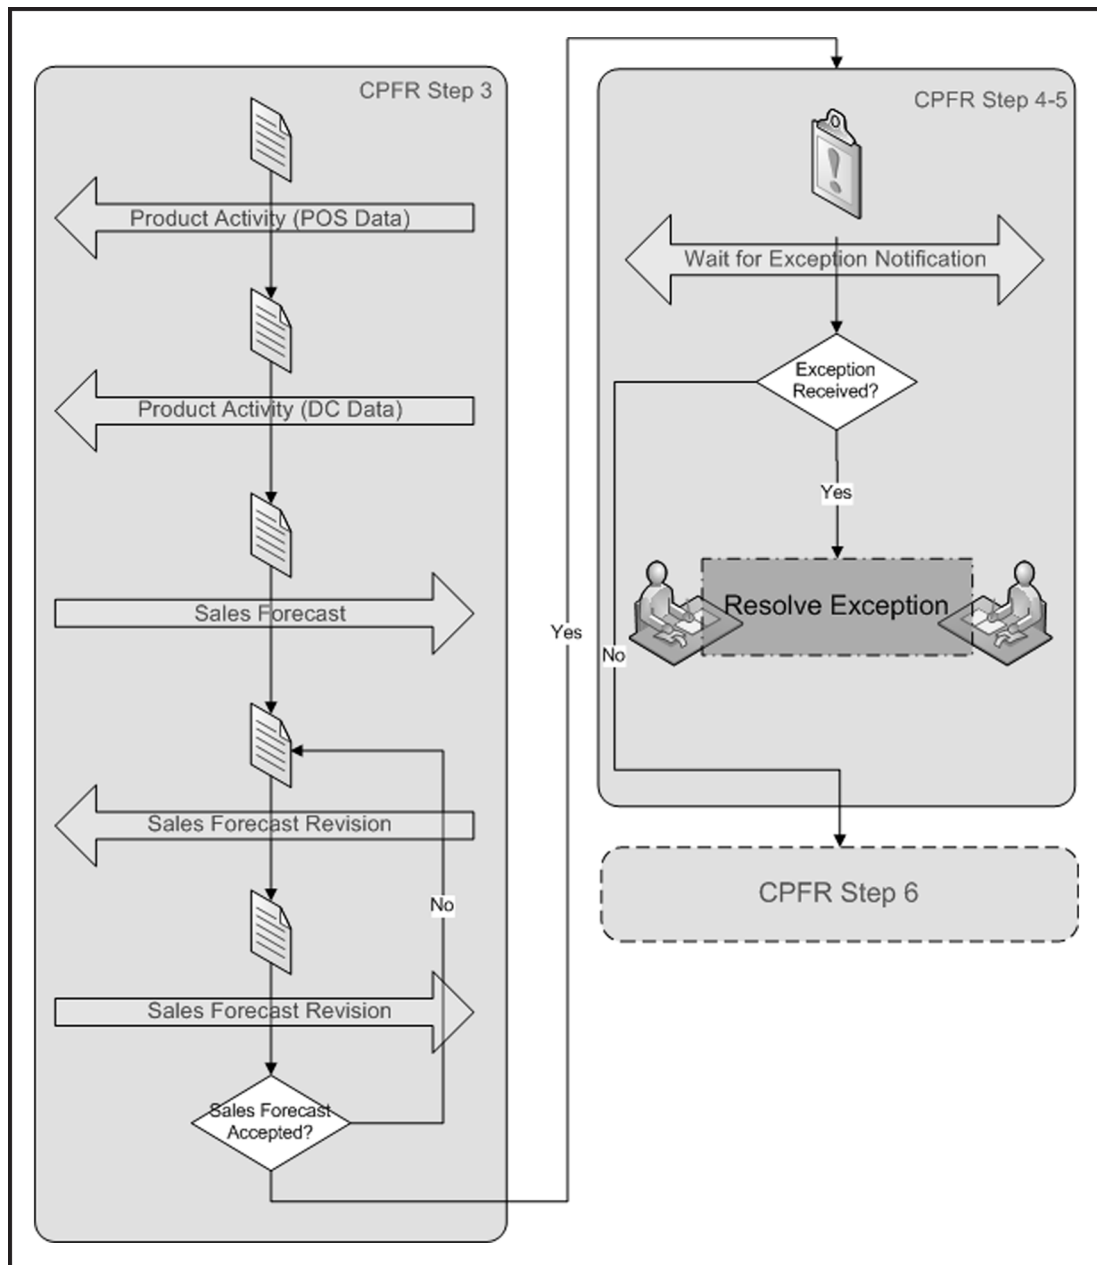 CPFR Step 3
Product Activity (POS Data)
Product Activity (DC Data)
Sales Forecast
Sales Forecast Revision
No
Sales Forecast Revision
Sales Forecast
Accepted?
Yes
CPFR Step 4-5
Wait for Exception Notification
Exception
Received?
Yes
Resolve Exception
No
CPFR Step 6